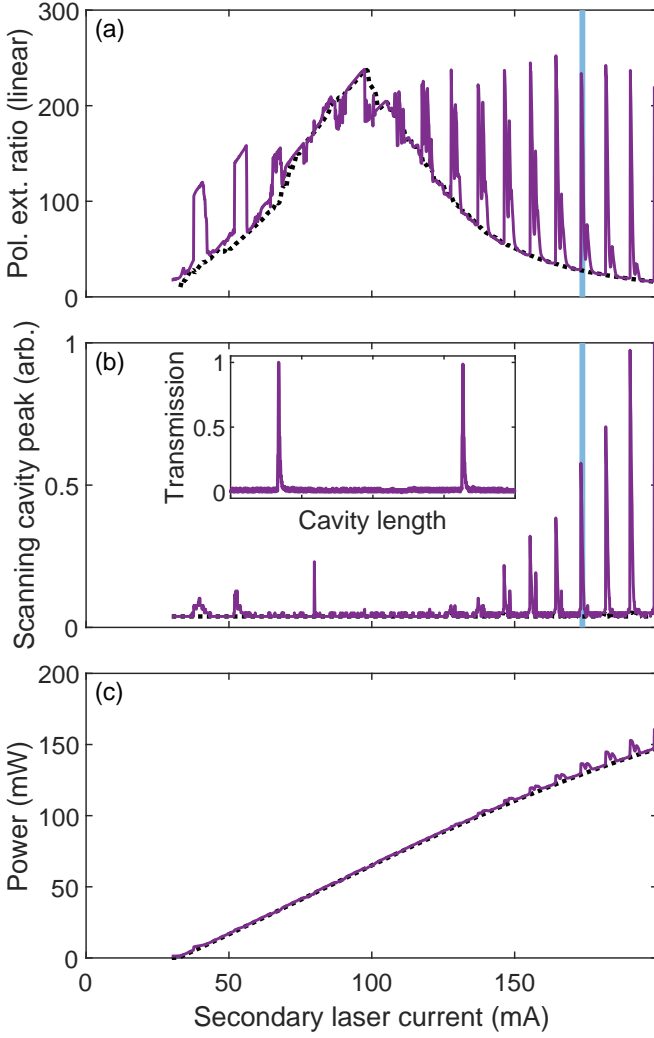 (a)
300
200
100
0
Pol. ext. ratio (linear)
(b)
1
0.5
0
Scanning cavity peak (arb.)
1
0.5
0
Transmission
Cavity length
(c)
200
150
100
50
0
Power (mW)
0 50 100 150
Secondary laser current (mA)